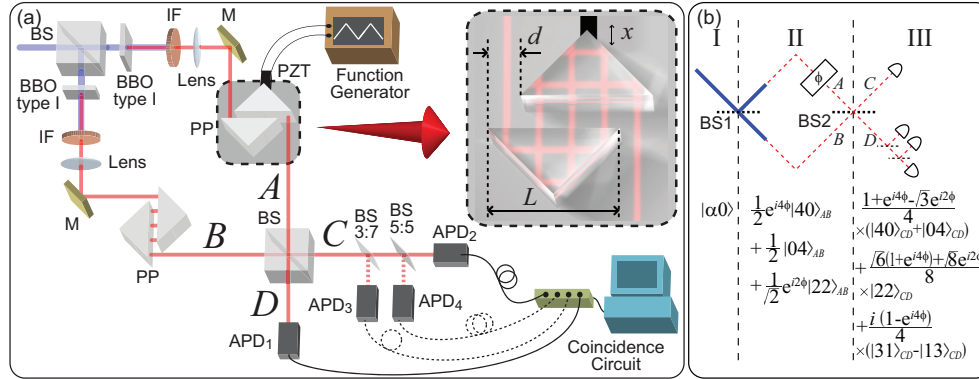 (a)
BS
BBO
type I
IF
Lens
M
BBO
type I
IF
Lens
M
PP
PZT
PP
Function
Generator
d
x
L
A
B
BS
C
D
BS
3:7
BS
5:5
APD₂
APD₃
APD₄
APD₁
Coincidence
Circuit
(b)
I
II
III
ϕ
A
C
BS1
BS2
B
D
|α0⟩
1/2 e^{i4ϕ}|40⟩_{AB}
+ 1/2 |04⟩_{AB}
+ 1/√2 e^{i2ϕ}|22⟩_{AB}
1+e^{i4ϕ}-√3e^{i2ϕ}
4
×(|40⟩_{CD}+|04⟩_{CD})
+ √6(1+e^{i4ϕ})+√8e^{i2ϕ}
8
×|22⟩_{CD}
+ i (1-e^{i4ϕ})
4
×(|31⟩_{CD}-|13⟩_{CD})